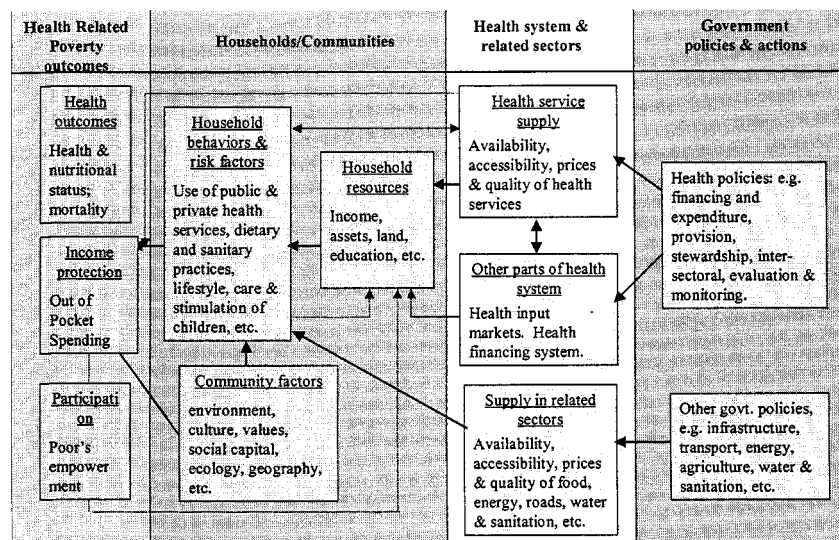 Health Related
Poverty
outcomes
Households/Communities
Health system &
related sectors
Government
policies & actions
Health
outcomes
Health &
nutritional
status;
mortality
Income
protection
Out of
Pocket
Spending
Participati
on
Poor's
empower
ment
Household
behaviors &
risk factors
Use of public &
private health
services, dietary
and sanitary
practices,
lifestyle, care &
stimulation of
children, etc.
Household
resources
Income,
assets, land,
education, etc.
Community factors
environment,
culture, values,
social capital,
ecology, geography,
etc.
Health service
supply
Availability,
accessibility, prices
& quality of health
services
Other parts of health
system
Health input
markets. Health
financing system.
Supply in related
sectors
Availability,
accessibility, prices
& quality of food,
energy, roads, water
& sanitation, etc.
Health policies: e.g.
financing and
expenditure,
provision,
stewardship, inter-
sectoral, evaluation &
monitoring.
Other govt. policies,
e.g. infrastructure,
transport, energy,
agriculture, water &
sanitation, etc.